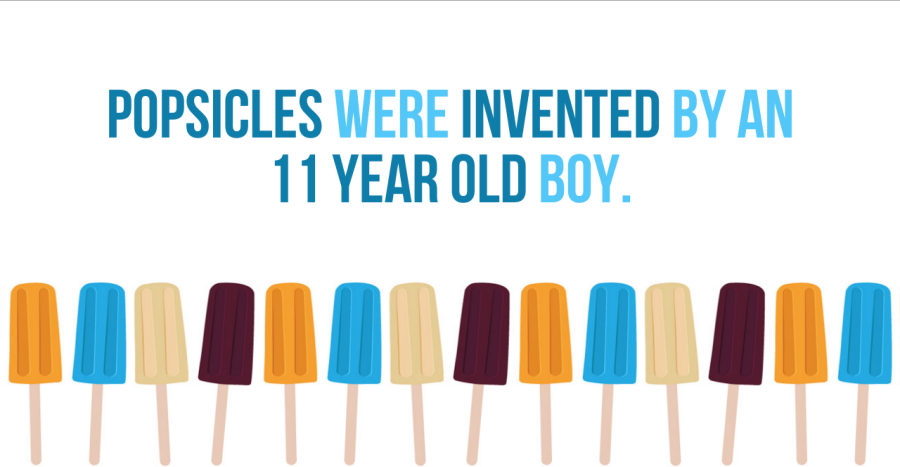 POPSICLES WERE INVENTED BY AN
11 YEAR OLD BOY.